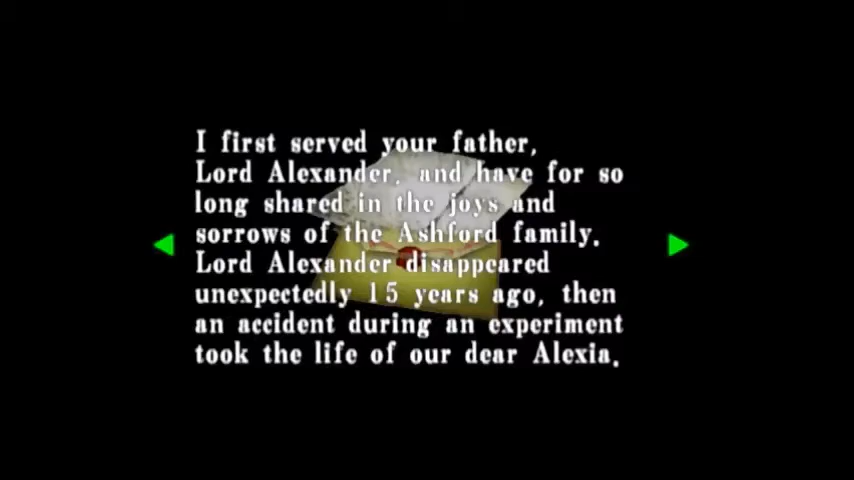 I first served your father,
Lord Alexander, and have for so
long shared in the joys and
sorrows of the Ashford family.
Lord Alexander disappeared
unexpectedly 15 years ago, then
an accident during an experiment
took the life of our dear Alexia.